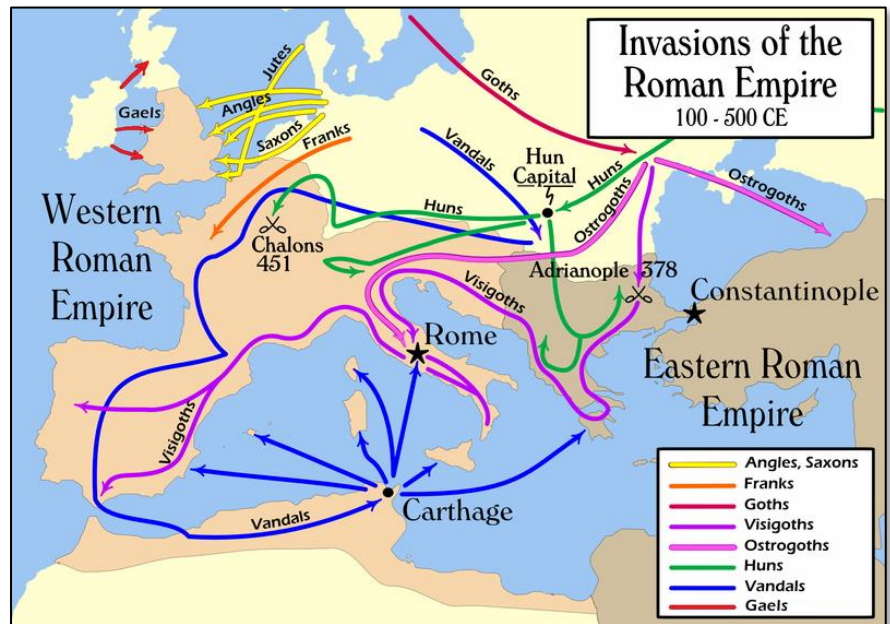 Invasions of the
Roman Empire
100 - 500 CE
Jutes
Angles
Saxons
Gaels
Franks
Goths
Vandals
Hun
Capital
Huns
Ostrogoths
Ostrogoths
Huns
Western
Roman
Empire
Chalons
451
Adrianople 378
Visigoths
Constantinople
Rome
Eastern Roman
Empire
Visigoths
Vandals
Carthage
Angles, Saxons
Franks
Goths
Visigoths
Ostrogoths
Huns
Vandals
Gaels